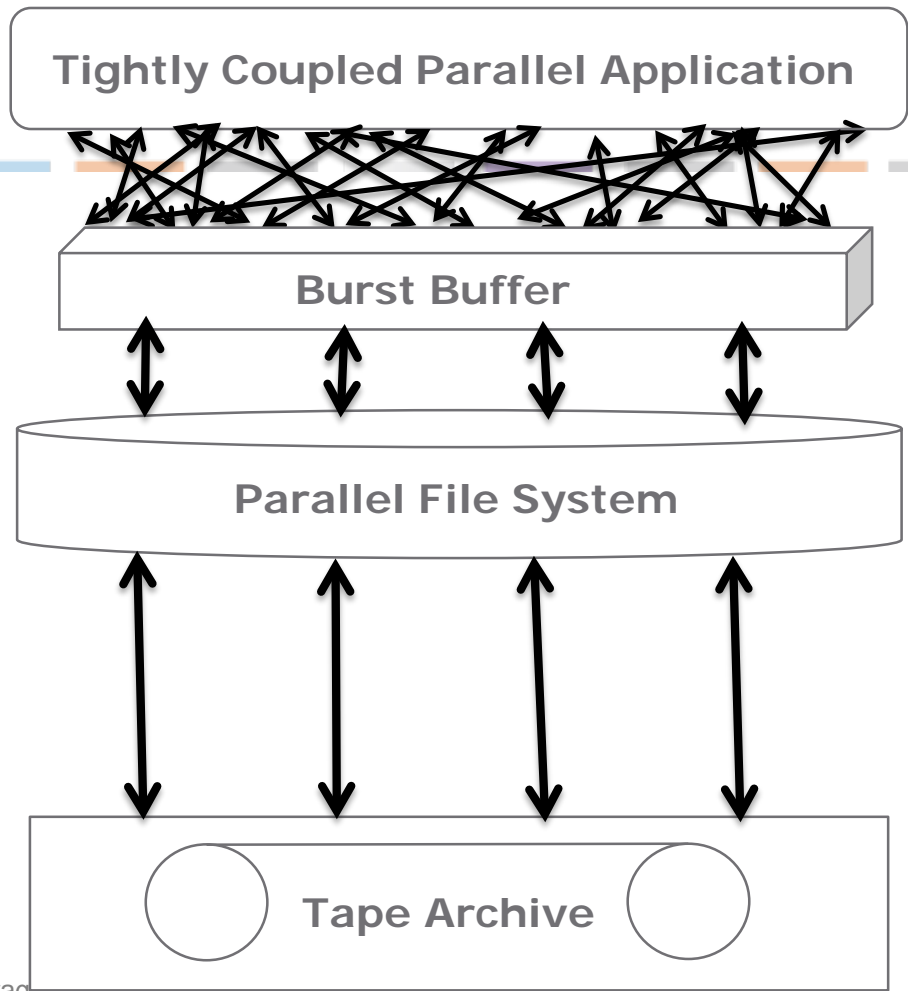 Tightly Coupled Parallel Application
Burst Buffer
Parallel File System
Tape Archive